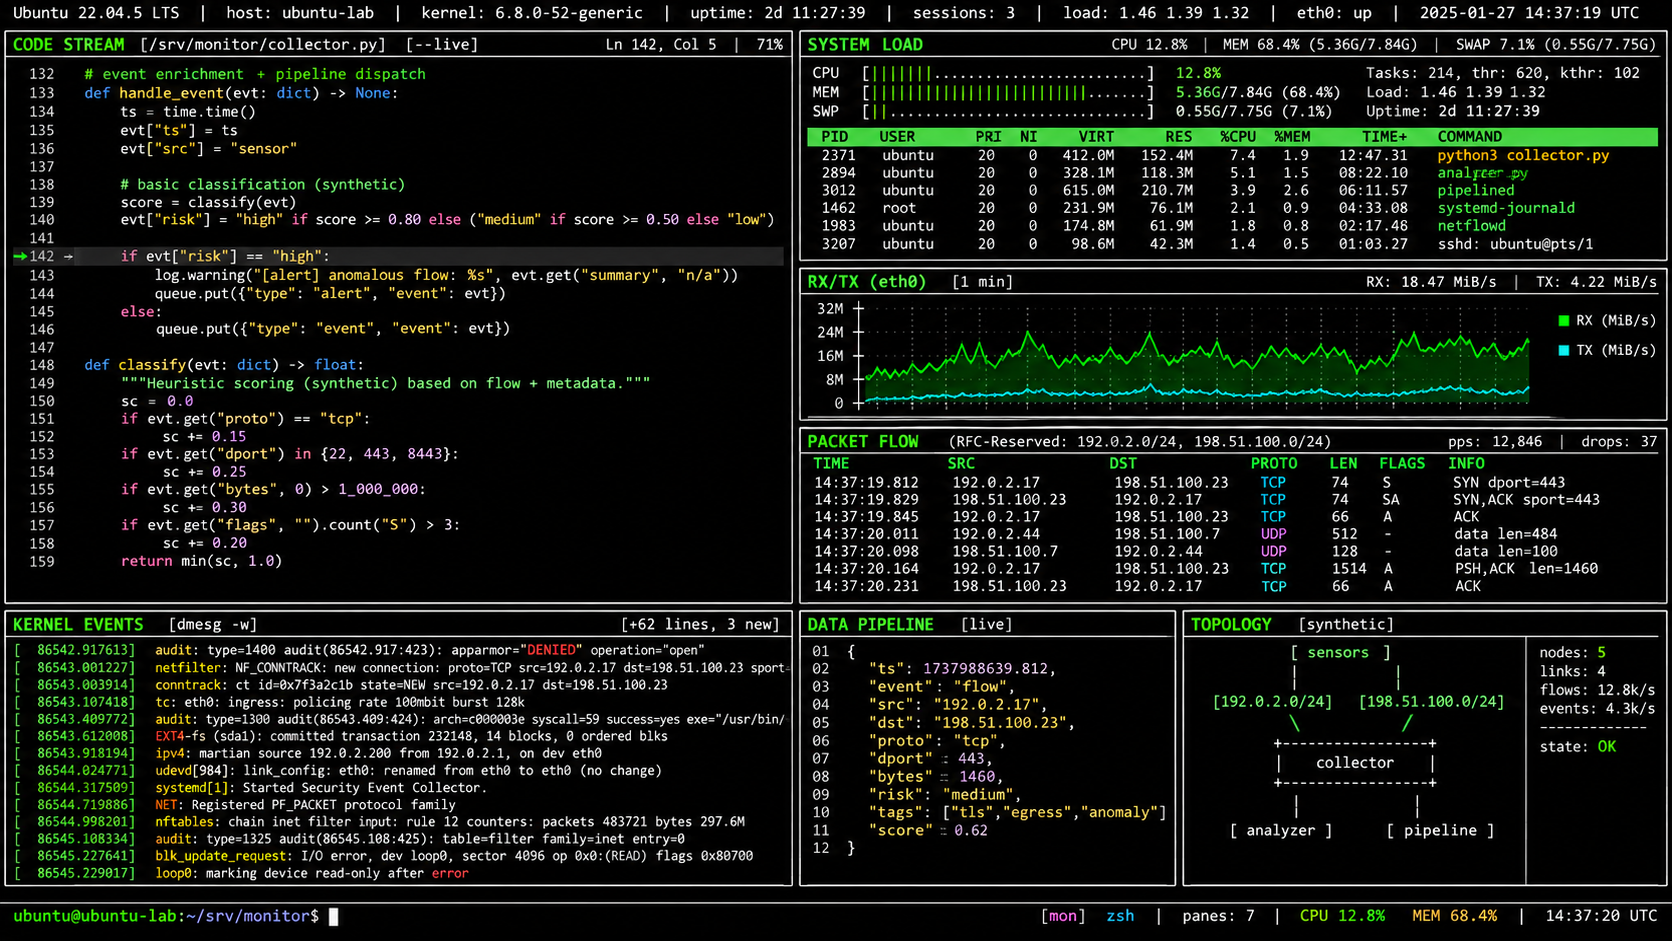 Ubuntu 22.04.5 LTS | host: ubuntu-lab | kernel: 6.8.0-52-generic | uptime: 2d 11:27:39 | sessions: 3 | load: 1.46 1.39 1.32 | eth0: up | 2025-01-27 14:37:19 UTC
CODE STREAM [/srv/monitor/collector.py] [--live] Ln 142, Col 5 | 71%
132 # event enrichment + pipeline dispatch
133 def handle_event(evt: dict) -> None:
134 ts = time.time()
135 evt["ts"] = ts
136 evt["src"] = "sensor"
137
138 # basic classification (synthetic)
139 score = classify(evt)
140 evt["risk"] = "high" if score >= 0.80 else ("medium" if score >= 0.50 else "low")
141
→142 → if evt["risk"] == "high":
143 log.warning("[alert] anomalous flow: %s", evt.get("summary", "n/a"))
144 queue.put({"type": "alert", "event": evt})
145 else:
146 queue.put({"type": "event", "event": evt})
147
148 def classify(evt: dict) -> float:
149 """Heuristic scoring (synthetic) based on flow + metadata."""
150 sc = 0.0
151 if evt.get("proto") == "tcp":
152 sc += 0.15
153 if evt.get("dport") in {22, 443, 8443}:
154 sc += 0.25
155 if evt.get("bytes", 0) > 1_000_000:
156 sc += 0.30
157 if evt.get("flags", "").count("S") > 3:
158 sc += 0.20
159 return min(sc, 1.0)
SYSTEM LOAD CPU 12.8% | MEM 68.4% (5.36G/7.84G) | SWAP 7.1% (0.55G/7.75G)
CPU [|||||||.........................] 12.8% Tasks: 214, thr: 620, kthr: 102
MEM [|||||||||||||||||||||||||.......] 5.36G/7.84G (68.4%) Load: 1.46 1.39 1.32
SWP [||..............................] 0.55G/7.75G (7.1%) Uptime: 2d 11:27:39
PID USER PRI NI VIRT RES %CPU %MEM TIME+ COMMAND
2371 ubuntu 20 0 412.0M 152.4M 7.4 1.9 12:47.31 python3 collector.py
2894 ubuntu 20 0 328.1M 118.3M 5.1 1.5 08:22.10
3012 ubuntu 20 0 615.0M 210.7M 3.9 2.6 06:11.57 pipelined
1462 root 20 0 231.9M 76.1M 2.1 0.9 04:33.08 systemd-journald
1983 ubuntu 20 0 174.8M 61.9M 1.8 0.8 02:17.46 netflowd
3207 ubuntu 20 0 98.6M 42.3M 1.4 0.5 01:03.27 sshd: ubuntu@pts/1
RX/TX (eth0) [1 min] RX: 18.47 MiB/s | TX: 4.22 MiB/s
32M
24M
16M
8M
0
RX (MiB/s)
TX (MiB/s)
PACKET FLOW (RFC-Reserved: 192.0.2.0/24, 198.51.100.0/24) pps: 12,846 | drops: 37
TIME SRC DST PROTO LEN FLAGS INFO
14:37:19.812 192.0.2.17 198.51.100.23 TCP 74 S SYN dport=443
14:37:19.829 198.51.100.23 192.0.2.17 TCP 74 SA SYN,ACK sport=443
14:37:19.845 192.0.2.17 198.51.100.23 TCP 66 A ACK
14:37:20.011 192.0.2.44 198.51.100.7 UDP 512 - data len=484
14:37:20.098 198.51.100.7 192.0.2.44 UDP 128 - data len=100
14:37:20.164 192.0.2.17 198.51.100.23 TCP 1514 A PSH,ACK len=1460
14:37:20.231 198.51.100.23 192.0.2.17 TCP 66 A ACK
KERNEL EVENTS [dmesg -w] [+62 lines, 3 new]
[ 86542.917613] audit: type=1400 audit(86542.917:423): apparmor="DENIED" operation="open"
[ 86543.001227] netfilter: NF_CONNTRACK: new connection: proto=TCP src=192.0.2.17 dst=198.51.100.23 sport-
[ 86543.003914] conntrack: ct id=0x7f3a2c1b state=NEW src=192.0.2.17 dst=198.51.100.23
[ 86543.107418] tc: eth0: ingress: policing rate 100mbit burst 128k
[ 86543.409772] audit: type=1300 audit(86543.409:424): arch=c000003e syscall=59 success=yes exe="/usr/bin/
[ 86543.612008] EXT4-fs (sda1): committed transaction 232148, 14 blocks, 0 ordered blks
[ 86543.918194] ipv4: martian source 192.0.2.200 from 192.0.2.1, on dev eth0
[ 86544.024771] udevd[984]: link_config: eth0: renamed from eth0 to eth0 (no change)
[ 86544.317509] systemd[1]: Started Security Event Collector.
[ 86544.719886] NET: Registered PF_PACKET protocol family
[ 86544.998201] nftables: chain inet filter input: rule 12 counters: packets 483721 bytes 297.6M
[ 86545.108334] audit: type=1325 audit(86545.108:425): table=filter family=inet entry=0
[ 86545.227641] blk_update_request: I/O error, dev loop0, sector 4096 op 0x0:(READ) flags 0x80700
[ 86545.229017] loop0: marking device read-only after error
DATA PIPELINE [live]
01 {
02 "ts": 1737988639.812,
03 "event": "flow",
04 "src": "192.0.2.17",
05 "dst": "198.51.100.23",
06 "proto": "tcp",
07 "dport": 443,
08 "bytes": 1460,
09 "risk": "medium",
10 "tags": ["tls","egress","anomaly"]
11 "score": 0.62
12 }
TOPOLOGY [synthetic]
[ sensors ]
[192.0.2.0/24] [198.51.100.0/24]
collector
[ analyzer ] [ pipeline ]
nodes: 5
links: 4
flows: 12.8k/s
events: 4.3k/s
-------------
state: OK
ubuntu@ubuntu-lab:~/srv/monitor$ [mon] zsh | panes: 7 | CPU 12.8% MEM 68.4% | 14:37:20 UTC